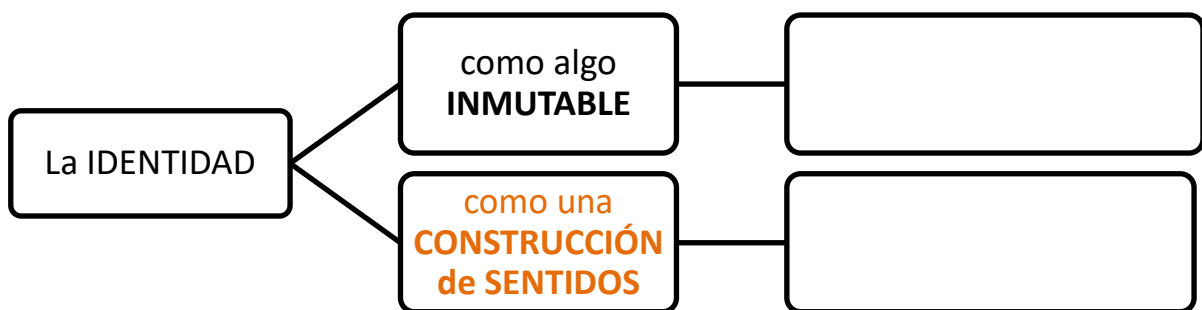 La IDENTIDAD
como algo
INMUTABLE
como una
CONSTRUCCIÓN
de SENTIDOS